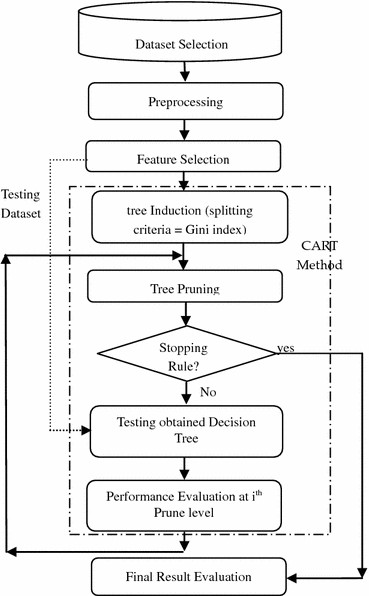 Dataset Selection
Preprocessing
Feature Selection
Testing
Dataset
tree Induction (splitting
criteria = Gini index)
CART
Method
Tree Pruning
Stopping
Rule?
yes
No
Testing obtained Decision
Tree
Performance Evaluation at ith
Prune level
Final Result Evaluation